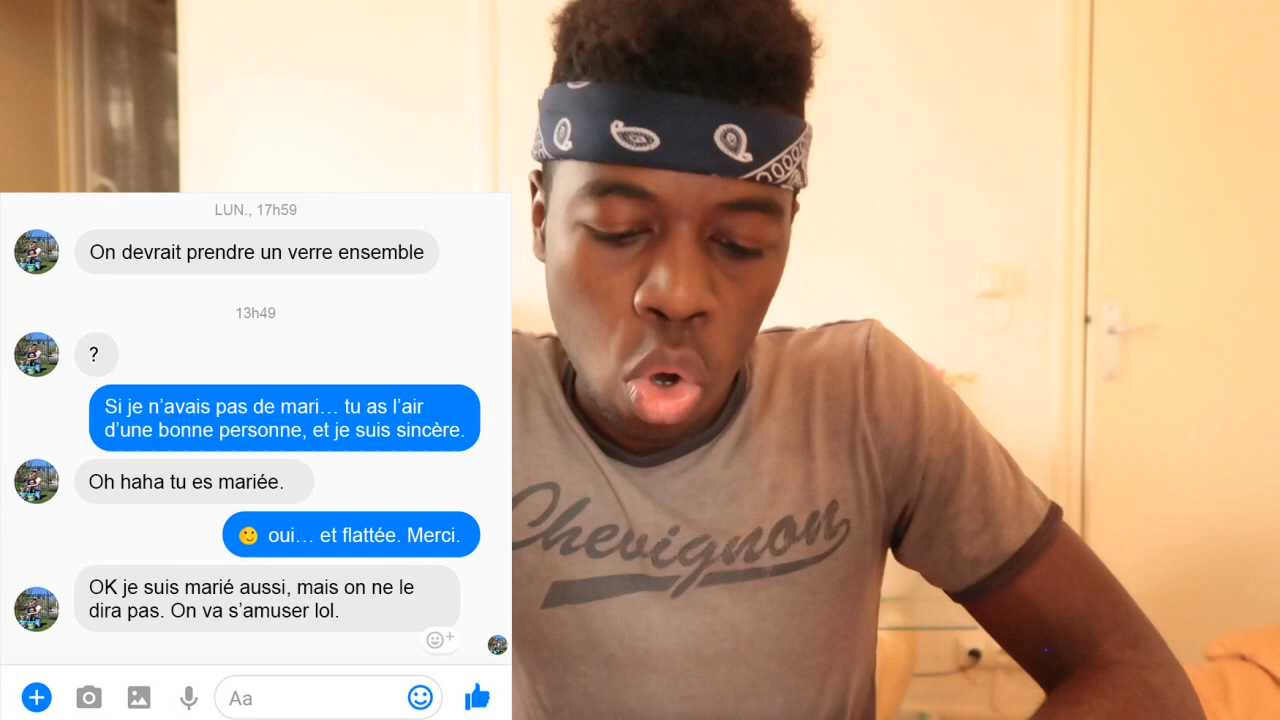 LUN., 17h59
On devrait prendre un verre ensemble
13h49
?
Si je n’avais pas de mari… tu as l’air
d’une bonne personne, et je suis sincère.
Oh haha tu es mariée.
🙂 oui… et flattée. Merci.
OK je suis marié aussi, mais on ne le
dira pas. On va s’amuser lol.
Aa
Chevignon